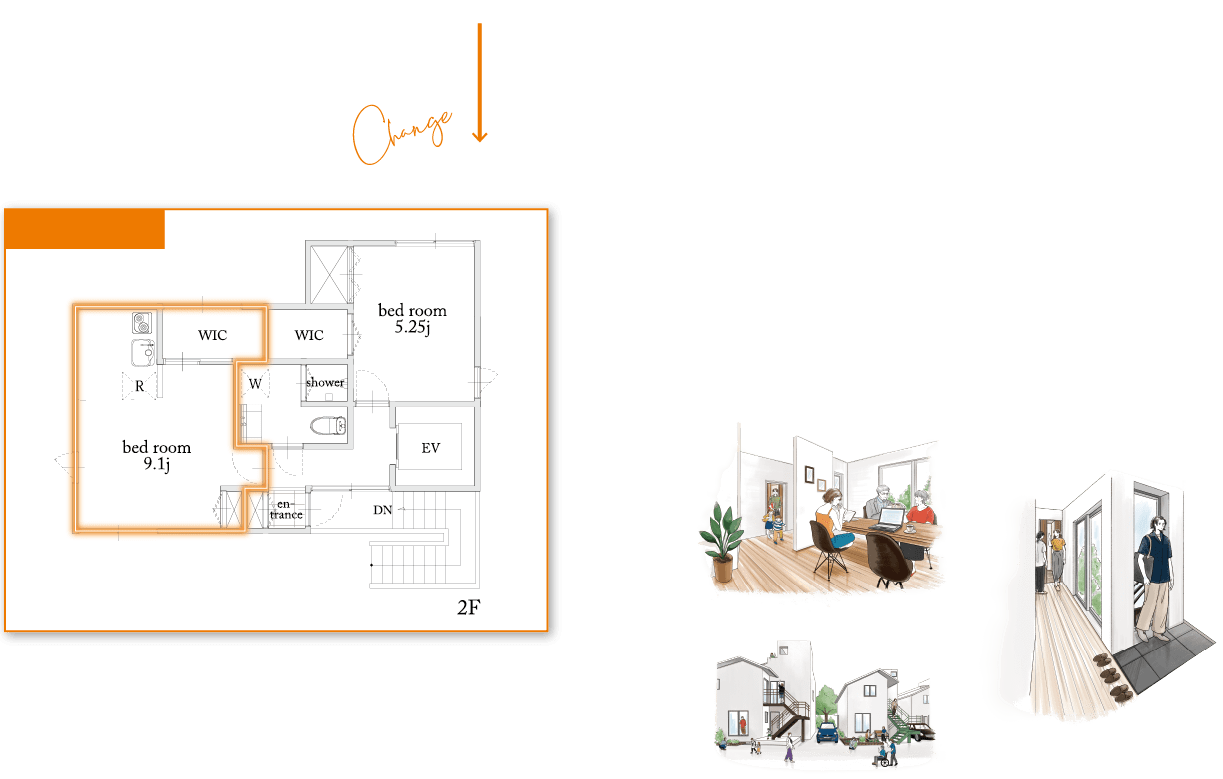 Change
bed room
5.25j
WIC
WIC
R
W
shower
bed room
9.1j
EV
en-
trance
DN
2F